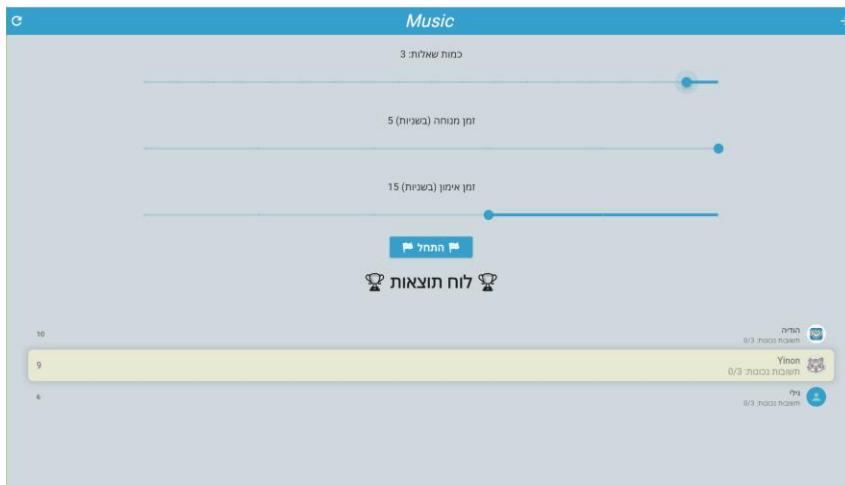 Music
כמות שאלות: 3
זמן מנוחה (בשניות) 5
זמן אימון (בשניות) 15
התחל
לוח תוצאות
הודיה
תשובות נכונות: 0/3
10
Yinon
תשובות נכונות: 0/3
9
גילי
תשובות נכונות: 0/3
6